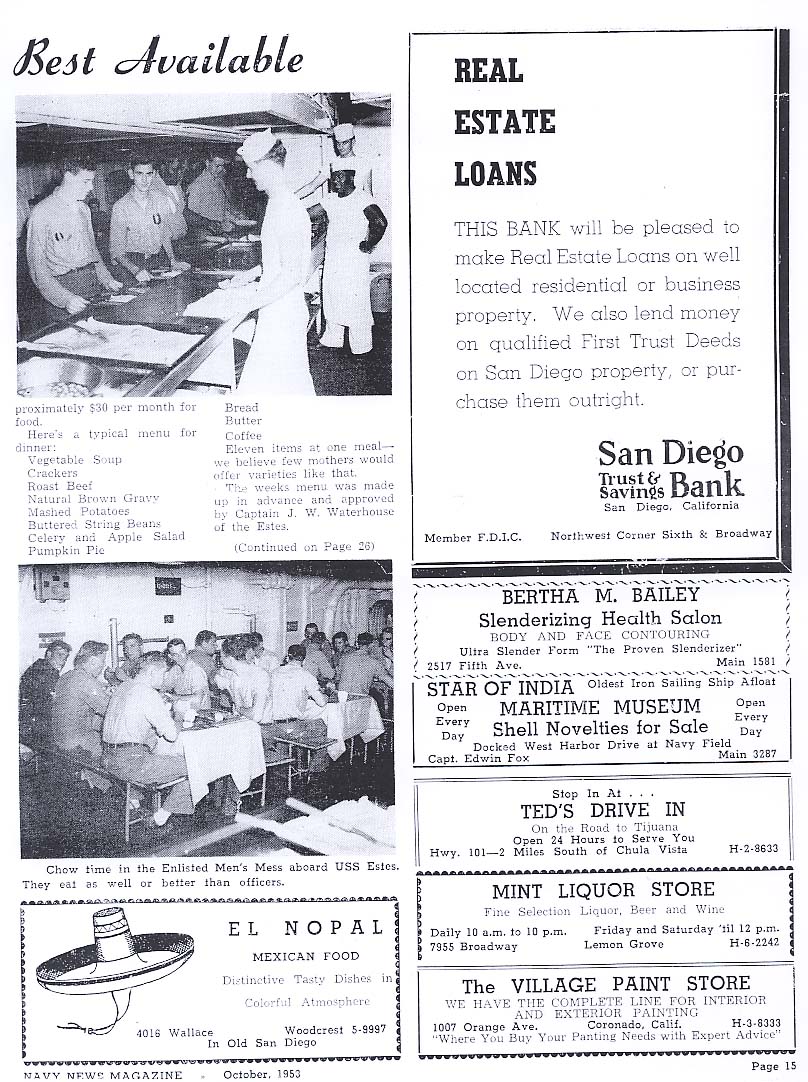 Best Available
proximately $30 per month for
food.
Here's a typical menu for
dinner:
Vegetable Soup
Crackers
Roast Beef
Natural Brown Gravy
Mashed Potatoes
Buttered String Beans
Celery and Apple Salad
Pumpkin Pie
Bread
Butter
Coffee
Eleven items at one meal—
we believe few mothers would
offer varieties like that.
The weeks menu was made
up in advance and approved
by Captain J. W. Waterhouse
of the Estes.
(Continued on Page 26)
Chow time in the Enlisted Men's Mess aboard USS Estes.
They eat as well or better than officers.
EL NOPAL
MEXICAN FOOD
Distinctive Tasty Dishes in
Colorful Atmosphere
4016 Wallace Woodcrest 5-9997
In Old San Diego
REAL
ESTATE
LOANS
THIS BANK will be pleased to
make Real Estate Loans on well
located residential or business
property. We also lend money
on qualified First Trust Deeds
on San Diego property, or pur-
chase them outright.
San Diego
Trust &
Savings Bank
San Diego, California
Member F.D.I.C. Northwest Corner Sixth & Broadway
BERTHA M. BAILEY
Slenderizing Health Salon
BODY AND FACE CONTOURING
Ultra Slender Form "The Proven Slenderizer"
2517 Fifth Ave. Main 1581
STAR OF INDIA Oldest Iron Sailing Ship Afloat
Open
Every
Day
MARITIME MUSEUM
Shell Novelties for Sale
Open
Every
Day
Docked West Harbor Drive at Navy Field
Capt. Edwin Fox Main 3287
Stop In At . . .
TED'S DRIVE IN
On the Road to Tijuana
Open 24 Hours to Serve You
Hwy. 101—2 Miles South of Chula Vista H-2-8633
MINT LIQUOR STORE
Fine Selection Liquor, Beer and Wine
Daily 10 a.m. to 10 p.m. Friday and Saturday 'til 12 p.m.
7955 Broadway Lemon Grove H-6-2242
The VILLAGE PAINT STORE
WE HAVE THE COMPLETE LINE FOR INTERIOR
AND EXTERIOR PAINTING
1007 Orange Ave. Coronado, Calif. H-3-8333
"Where You Buy Your Panting Needs with Expert Advice"
NAVY NEWS MAGAZINE - October, 1953
Page 15